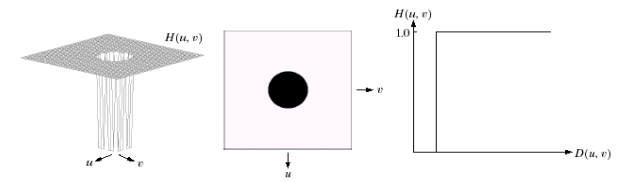 H(u, v)
u
v
v
u
H(u, v)
1.0
D(u, v)